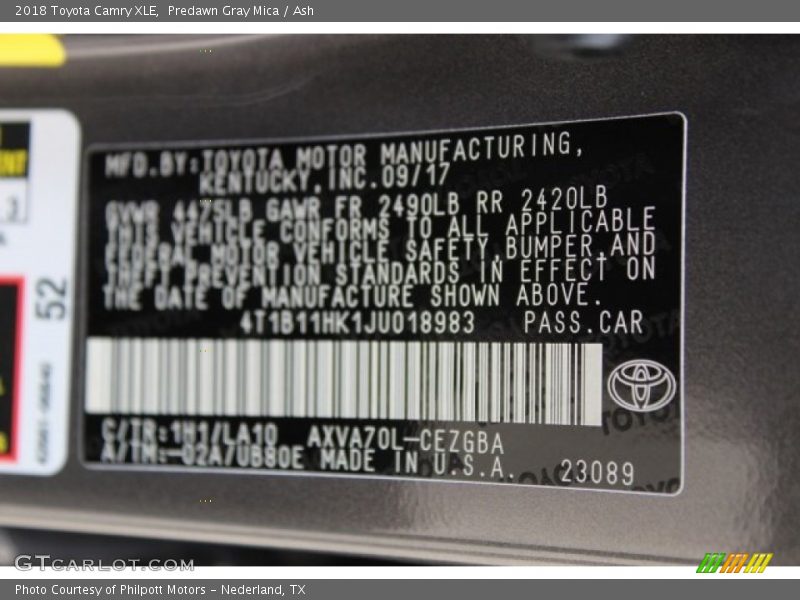 2018 Toyota Camry XLE, Predawn Gray Mica / Ash
MFD.BY:TOYOTA MOTOR MANUFACTURING,
KENTUCKY,INC.09/17
GVWR 4475LB GAWR FR 2490LB RR 2420LB
THIS VEHICLE CONFORMS TO ALL APPLICABLE
FEDERAL MOTOR VEHICLE SAFETY,BUMPER,AND
THEFT PREVENTION STANDARDS IN EFFECT ON
THE DATE OF MANUFACTURE SHOWN ABOVE.
4T1B11HK1JU018983 PASS.CAR
C/TR:1H1/LA10 AXVA70L-CEZGBA
A/TM:-02A/UB80E MADE IN U.S.A. 23089
52
TOYOTA
GTCARLOT.COM
Photo Courtesy of Philpott Motors - Nederland, TX